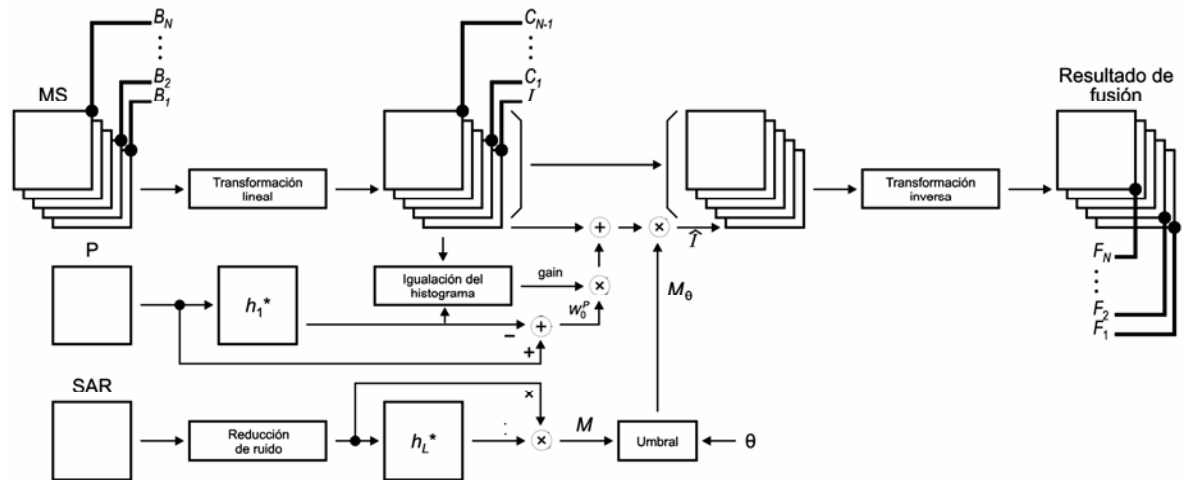 B_N
⋮
B_2
B_1
MS
C_{N-1}
⋮
C_1
I
Resultado de
fusión
Transformación
lineal
Transformación
inversa
+
×
Î
P
h_1*
Igualación del
histograma
gain
×
W_0^P
−
+
+
M_θ
F_N
⋮
F_2
F_1
SAR
Reducción
de ruido
h_L*
×
:
×
M
Umbral
θ